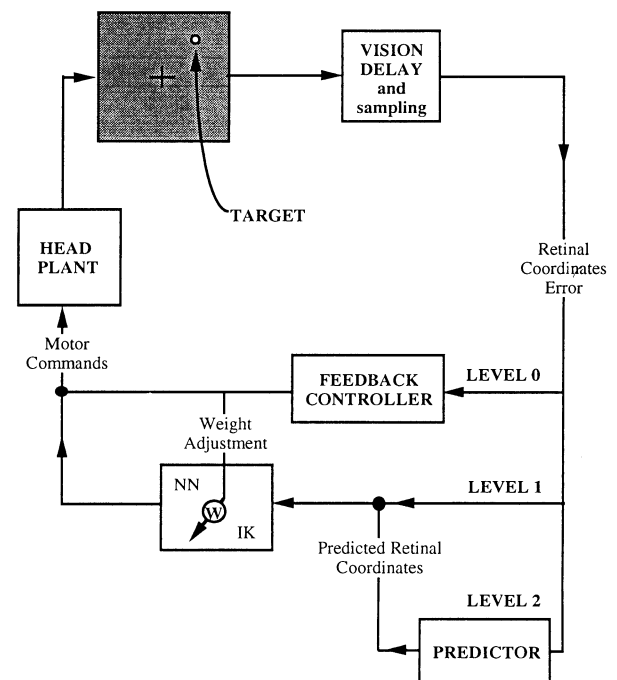 VISION
DELAY
and
sampling
TARGET
HEAD
PLANT
Retinal
Coordinates
Error
Motor
Commands
FEEDBACK
CONTROLLER
LEVEL 0
Weight
Adjustment
NN
W
IK
LEVEL 1
Predicted Retinal
Coordinates
LEVEL 2
PREDICTOR